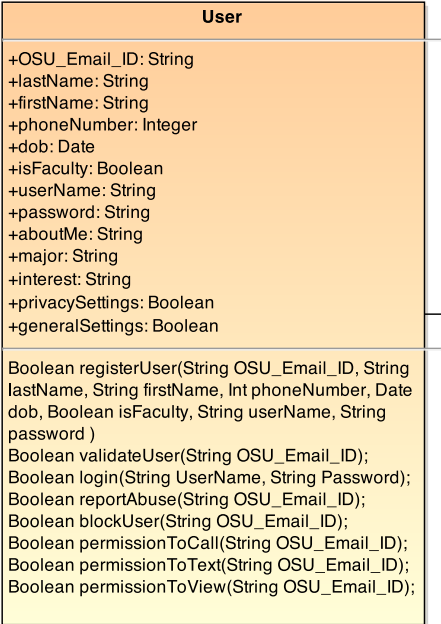 User
+OSU_Email_ID: String
+lastName: String
+firstName: String
+phoneNumber: Integer
+dob: Date
+isFaculty: Boolean
+userName: String
+password: String
+aboutMe: String
+major: String
+interest: String
+privacySettings: Boolean
+generalSettings: Boolean
Boolean registerUser(String OSU_Email_ID, String
lastName, String firstName, Int phoneNumber, Date
dob, Boolean isFaculty, String userName, String
password )
Boolean validateUser(String OSU_Email_ID);
Boolean login(String UserName, String Password);
Boolean reportAbuse(String OSU_Email_ID);
Boolean blockUser(String OSU_Email_ID);
Boolean permissionToCall(String OSU_Email_ID);
Boolean permissionToText(String OSU_Email_ID);
Boolean permissionToView(String OSU_Email_ID);